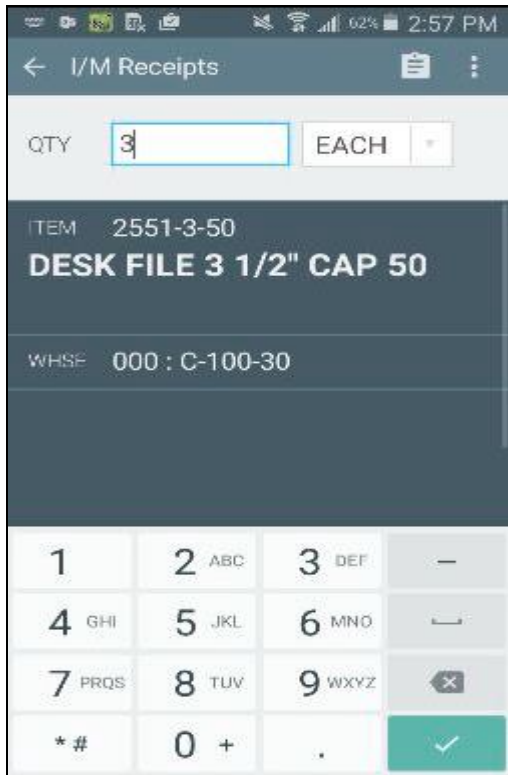 62% 2:57 PM
← I/M Receipts
QTY 3 EACH
ITEM 2551-3-50
DESK FILE 3 1/2" CAP 50
WHSE 000 : C-100-30
1 2 ABC 3 DEF –
4 GHI 5 JKL 6 MNO
7 PRQS 8 TUV 9 WXYZ
* # 0 + .